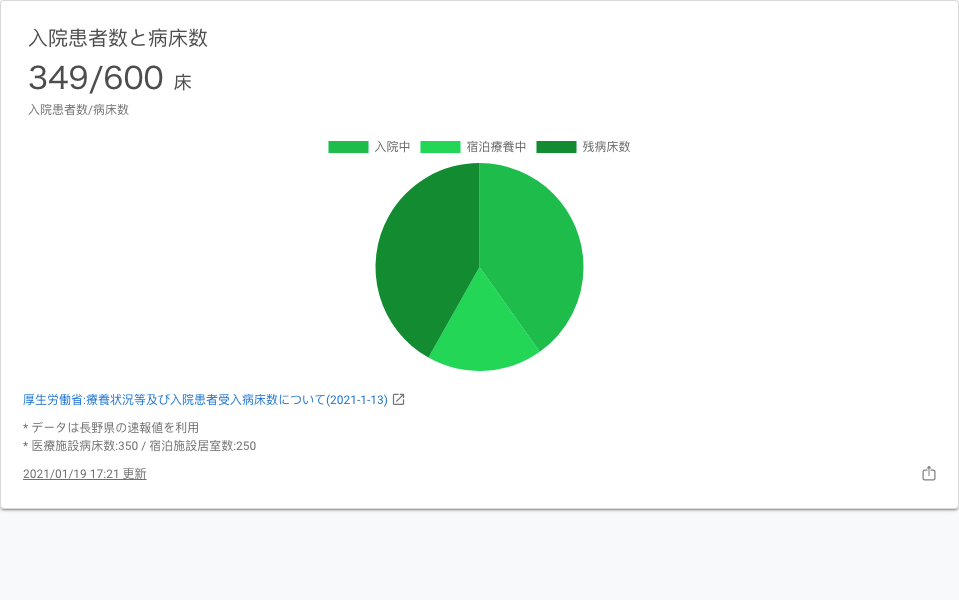 入院患者数と病床数
349/600 床
入院患者数/病床数
入院中 宿泊療養中 残病床数
厚生労働省:療養状況等及び入院患者受入病床数について(2021-1-13)
* データは長野県の速報値を利用
* 医療施設病床数:350 / 宿泊施設居室数:250
2021/01/19 17:21 更新